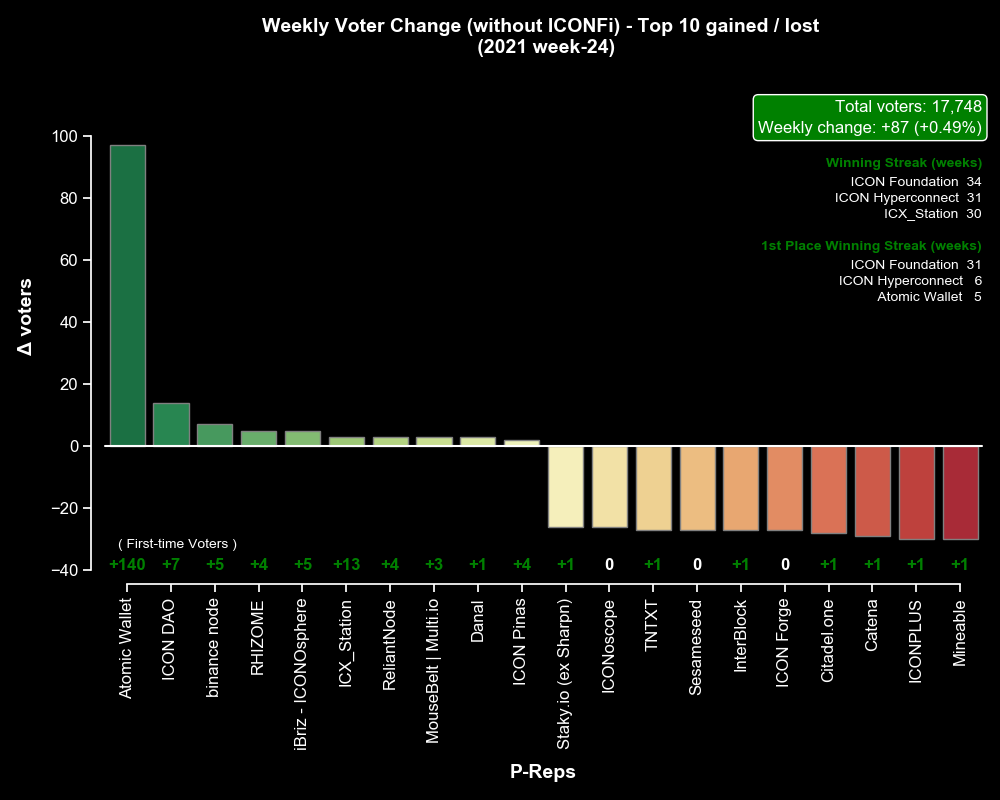 Weekly Voter Change (without ICONFi) - Top 10 gained / lost
(2021 week-24)
Total voters: 17,748
Weekly change: +87 (+0.49%)
Winning Streak (weeks)
ICON Foundation 34
ICON Hyperconnect 31
ICX_Station 30
1st Place Winning Streak (weeks)
ICON Foundation 31
ICON Hyperconnect 6
Atomic Wallet 5
Δ voters
100
80
60
40
20
0
−20
−40
( First-time Voters )
+140 +7 +5 +4 +5 +13 +4 +3 +1 +4 +1 0 +1 0 +1 0 +1 +1 +1 +1
Atomic Wallet
ICON DAO
binance node
RHIZOME
iBriz - ICONOsphere
ICX_Station
ReliantNode
MouseBelt | Multi.io
Danal
ICON Pinas
Staky.io (ex Sharpn)
ICONoscope
TNTXT
Sesameseed
InterBlock
ICON Forge
Citadel.one
Catena
ICONPLUS
Mineable
P-Reps